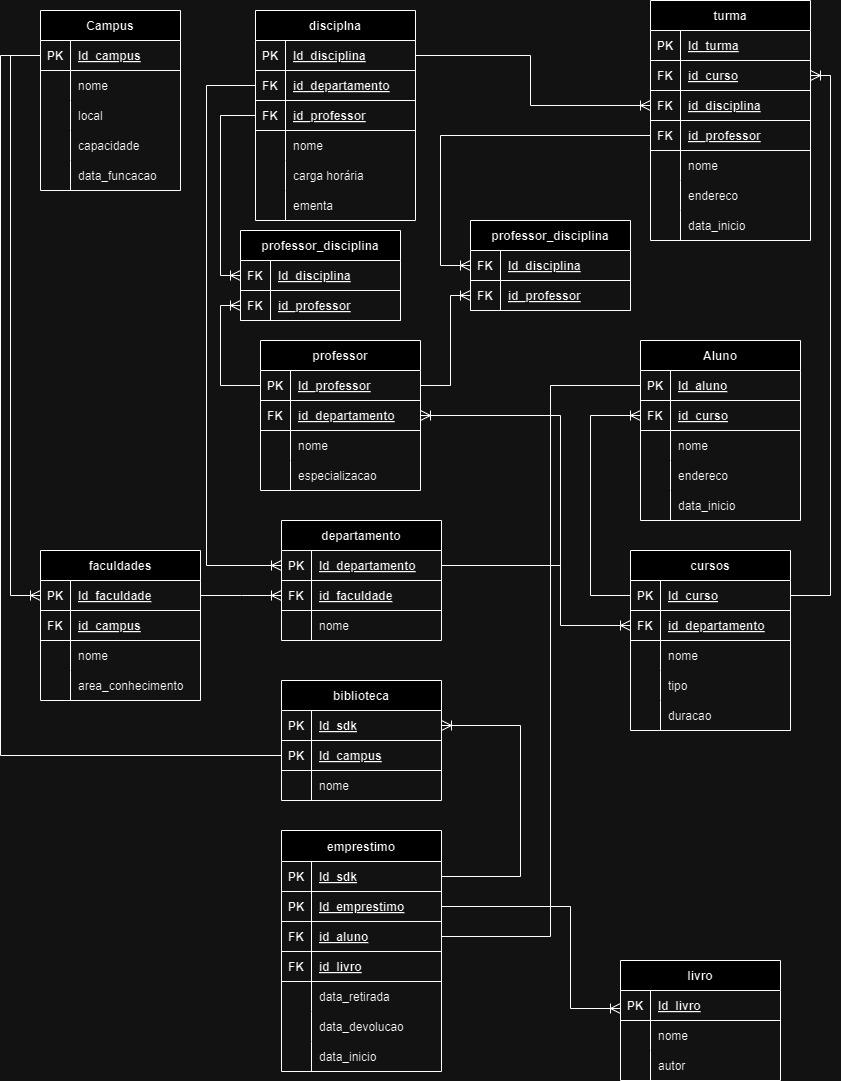 Campus
PK Id_campus
nome
local
capacidade
data_funcacao
disciplna
PK Id_disciplina
FK id_departamento
FK id_professor
nome
carga horária
ementa
turma
PK Id_turma
FK id_curso
FK id_disciplina
FK id_professor
nome
endereco
data_inicio
professor_disciplina
FK Id_disciplina
FK id_professor
professor_disciplina
FK Id_disciplina
FK id_professor
professor
PK Id_professor
FK id_departamento
nome
especializacao
Aluno
PK Id_aluno
FK id_curso
nome
endereco
data_inicio
faculdades
PK Id_faculdade
FK id_campus
nome
area_conhecimento
departamento
PK Id_departamento
FK id_faculdade
nome
cursos
PK Id_curso
FK id_departamento
nome
tipo
duracao
biblioteca
PK Id_sdk
PK Id_campus
nome
emprestimo
PK Id_sdk
PK Id_emprestimo
FK id_aluno
FK id_livro
data_retirada
data_devolucao
data_inicio
livro
PK Id_livro
nome
autor